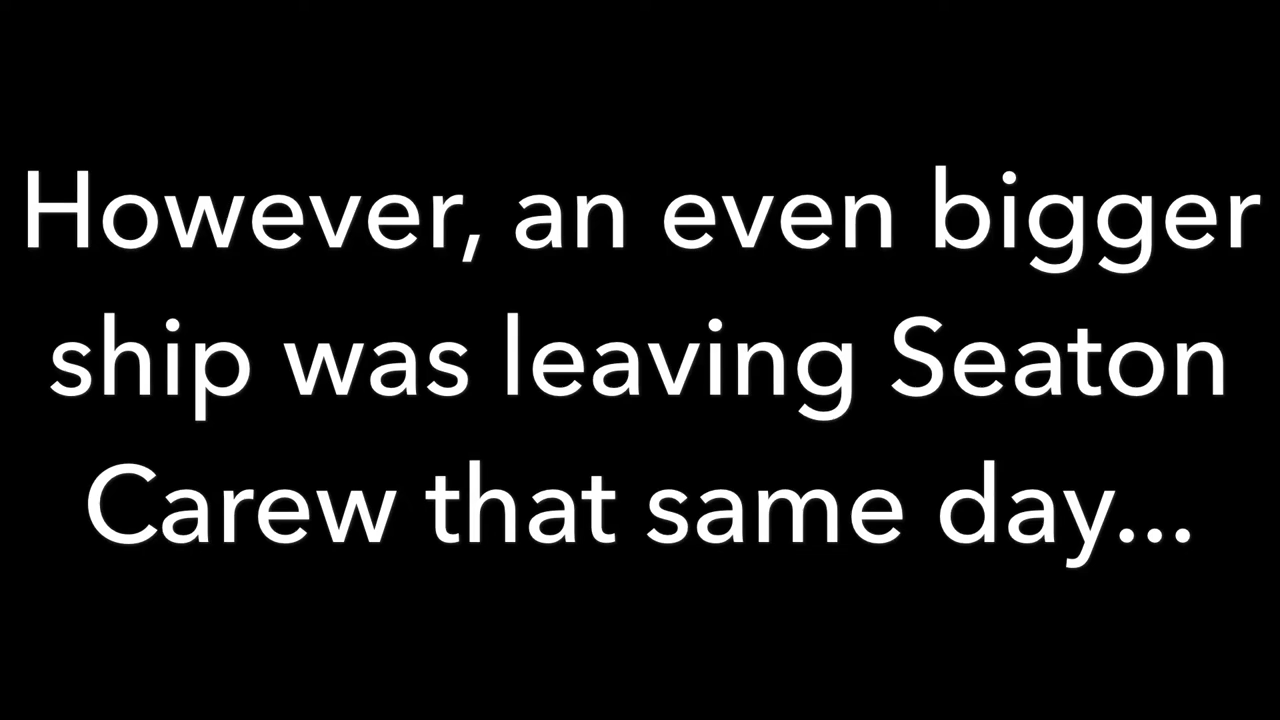 However, an even bigger
ship was leaving Seaton
Carew that same day...